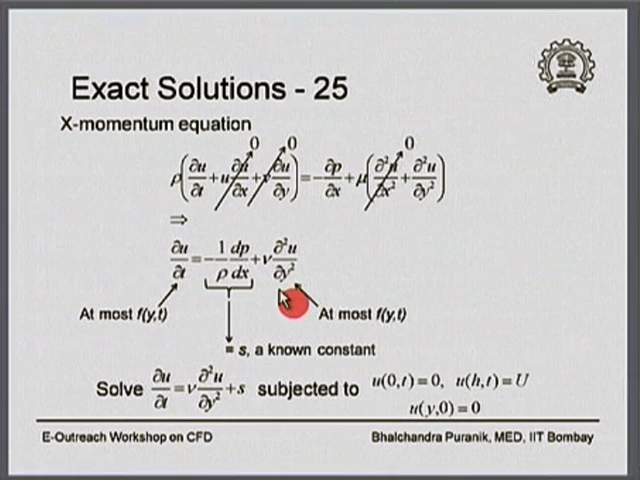 Exact Solutions - 25
X-momentum equation
0 0 0
ρ(∂u/∂t + u ∂u/∂x + v ∂u/∂y) = -∂p/∂x + μ(∂²u/∂x² + ∂²u/∂y²)
⇒
∂u/∂t = -1/ρ dp/dx + ν ∂²u/∂y²
At most f(y,t) At most f(y,t)
= s, a known constant
Solve ∂u/∂t = ν ∂²u/∂y² + s subjected to u(0,t) = 0, u(h,t) = U
u(y,0) = 0
E-Outreach Workshop on CFD Bhalchandra Puranik, MED, IIT Bombay